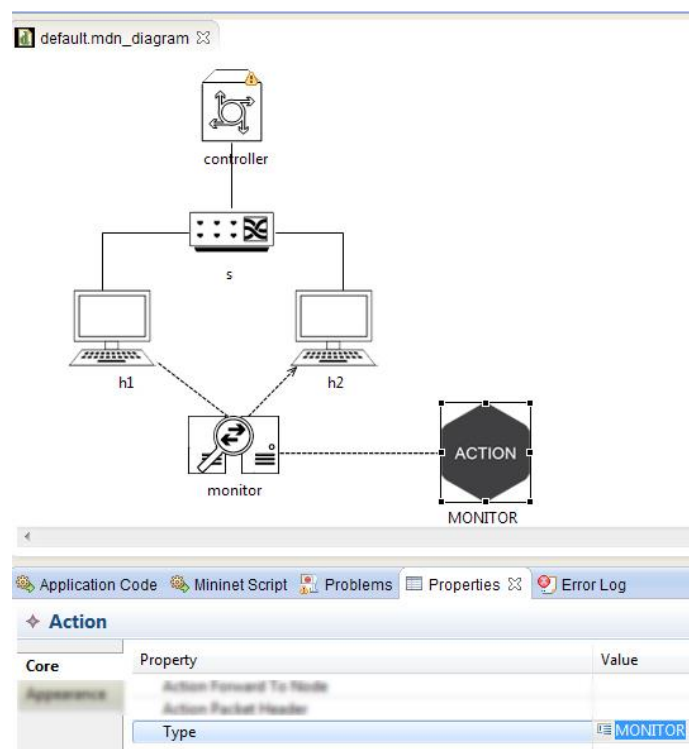 default.mdn_diagram
controller
s
h1
h2
monitor
ACTION
MONITOR
Application Code
Mininet Script
Problems
Properties
Error Log
Action
Core
Property
Value
Appearance
Action Forward To Node
Action Packet Header
Type
MONITOR